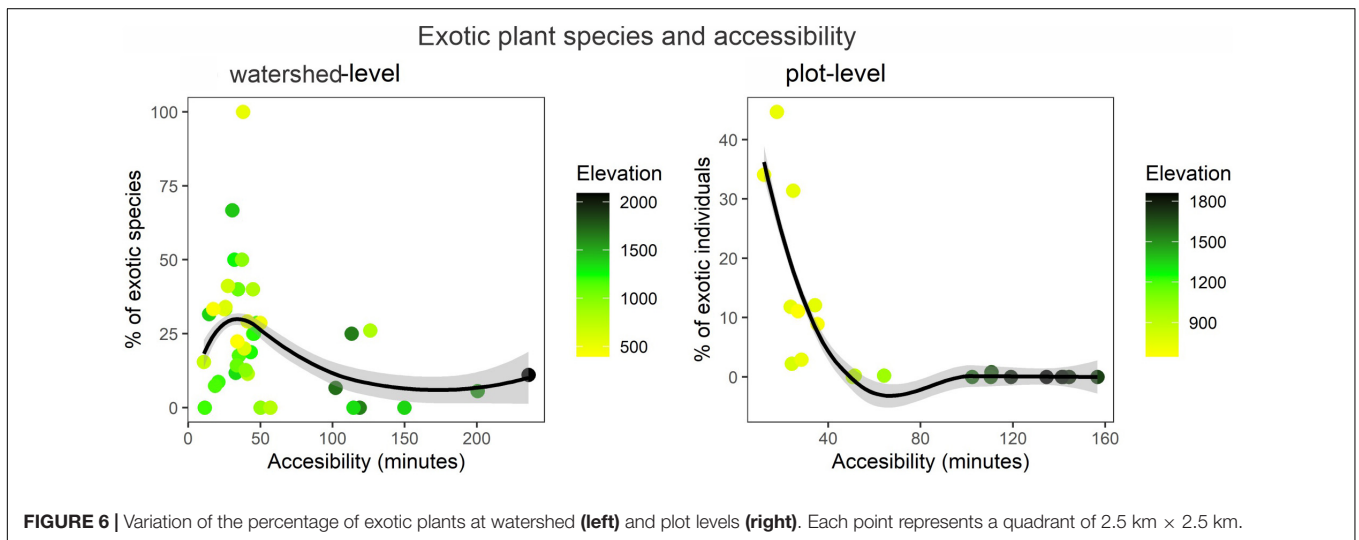 Exotic plant species and accessibility
watershed-level
% of exotic species
100
75
50
25
0
0 50 100 150 200
Accesibility (minutes)
Elevation
2000
1500
1000
500
plot-level
% of exotic individuals
40
30
20
10
0
40 80 120 160
Accesibility (minutes)
Elevation
1800
1500
1200
900
FIGURE 6 | Variation of the percentage of exotic plants at watershed (left) and plot levels (right). Each point represents a quadrant of 2.5 km × 2.5 km.